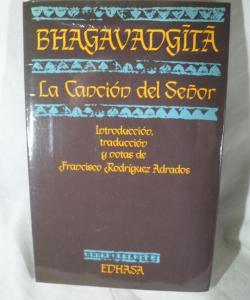 BHAGAVADGĪTĀ
La Canción del Señor
Introducción,
traducción
y notas de
Francisco Rodríguez Adrados
EDHASA